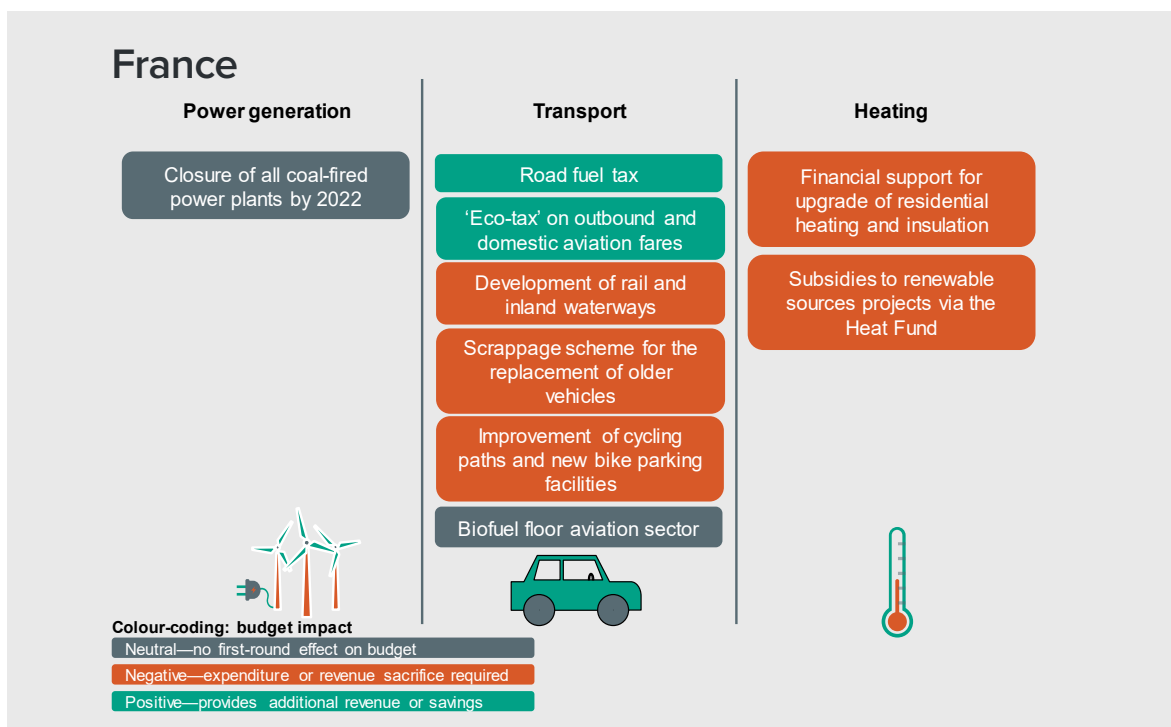 France
Power generation
Closure of all coal-fired
power plants by 2022
Transport
Road fuel tax
‘Eco-tax’ on outbound and
domestic aviation fares
Development of rail and
inland waterways
Scrappage scheme for the
replacement of older
vehicles
Improvement of cycling
paths and new bike parking
facilities
Biofuel floor aviation sector
Heating
Financial support for
upgrade of residential
heating and insulation
Subsidies to renewable
sources projects via the
Heat Fund
Colour-coding: budget impact
Neutral—no first-round effect on budget
Negative—expenditure or revenue sacrifice required
Positive—provides additional revenue or savings